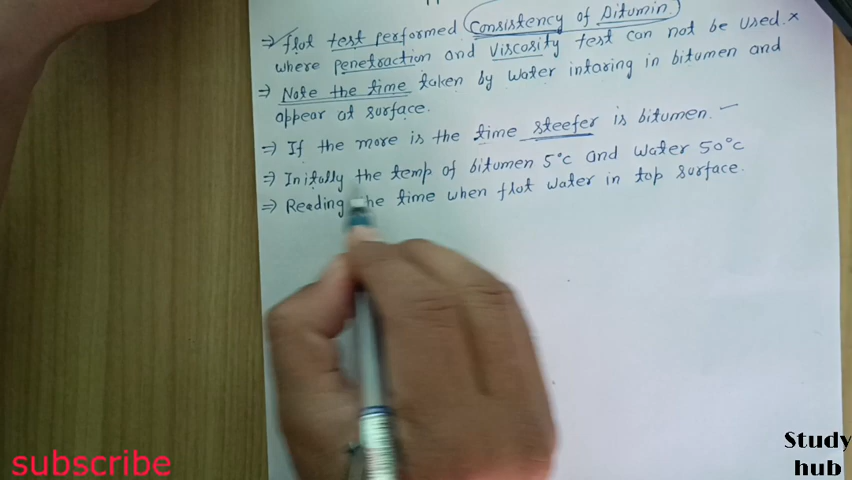 ⇒ flot test performed Consistency of Bitumin
where penetraction and Viscosity test can not be used. ×
⇒ Note the time taken by water intaring in bitumen and
appear at surface.
⇒ If the more is the time steefer is bitumen.
⇒ Initally the temp of bitumen 5°c and water 50°c
⇒ Reading the time when flot water in top surface.
subscribe
Study
hub